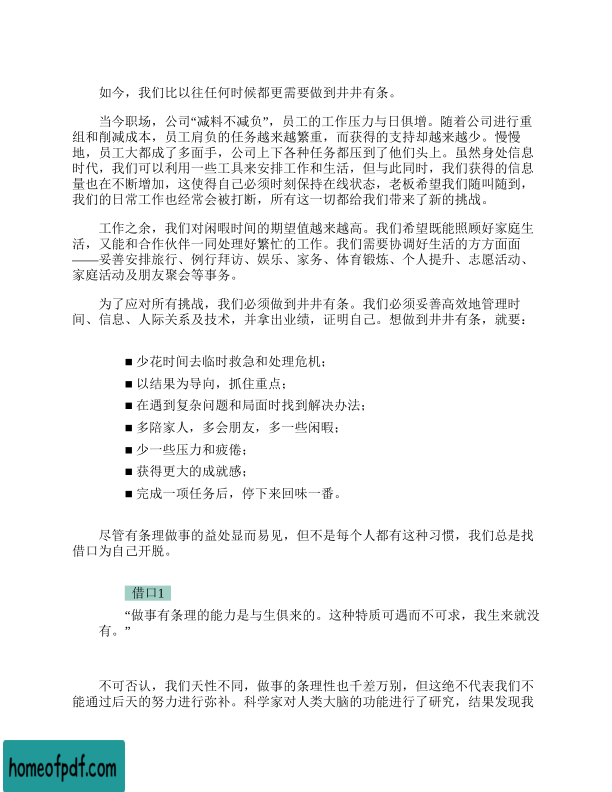 如今，我们比以往任何时候都更需要做到井井有条。
当今职场，公司“减料不减负”，员工的工作压力与日俱增。随着公司进行重
组和削减成本，员工肩负的任务越来越繁重，而获得的支持却越来越少。慢慢
地，员工大都成了多面手，公司上下各种任务都压到了他们头上。虽然身处信息
时代，我们可以利用一些工具来安排工作和生活，但与此同时，我们获得的信息
量也在不断增加，这使得自己必须时刻保持在线状态，老板希望我们随叫随到，
我们的日常工作也经常会被打断，所有这一切都给我们带来了新的挑战。
工作之余，我们对闲暇时间的期望值越来越高。我们希望既能照顾好家庭生
活，又能和合作伙伴一同处理好繁忙的工作。我们需要协调好生活的方方面面
——妥善安排旅行、例行拜访、娱乐、家务、体育锻炼、个人提升、志愿活动、
家庭活动及朋友聚会等事务。
为了应对所有挑战，我们必须做到井井有条。我们必须妥善高效地管理时
间、信息、人际关系及技术，并拿出业绩，证明自己。想做到井井有条，就要：
■ 少花时间去临时救急和处理危机；
■ 以结果为导向，抓住重点；
■ 在遇到复杂问题和局面时找到解决办法；
■ 多陪家人，多会朋友，多一些闲暇；
■ 少一些压力和疲倦；
■ 获得更大的成就感；
■ 完成一项任务后，停下来回味一番。
尽管有条理做事的益处显而易见，但不是每个人都有这种习惯，我们总是找
借口为自己开脱。
借口1
“做事有条理的能力是与生俱来的。这种特质可遇而不可求，我生来就没
有。”
不可否认，我们天性不同，做事的条理性也千差万别，但这绝不代表我们不
能通过后天的努力进行弥补。科学家对人类大脑的功能进行了研究，结果发现我
homeofpdf.com